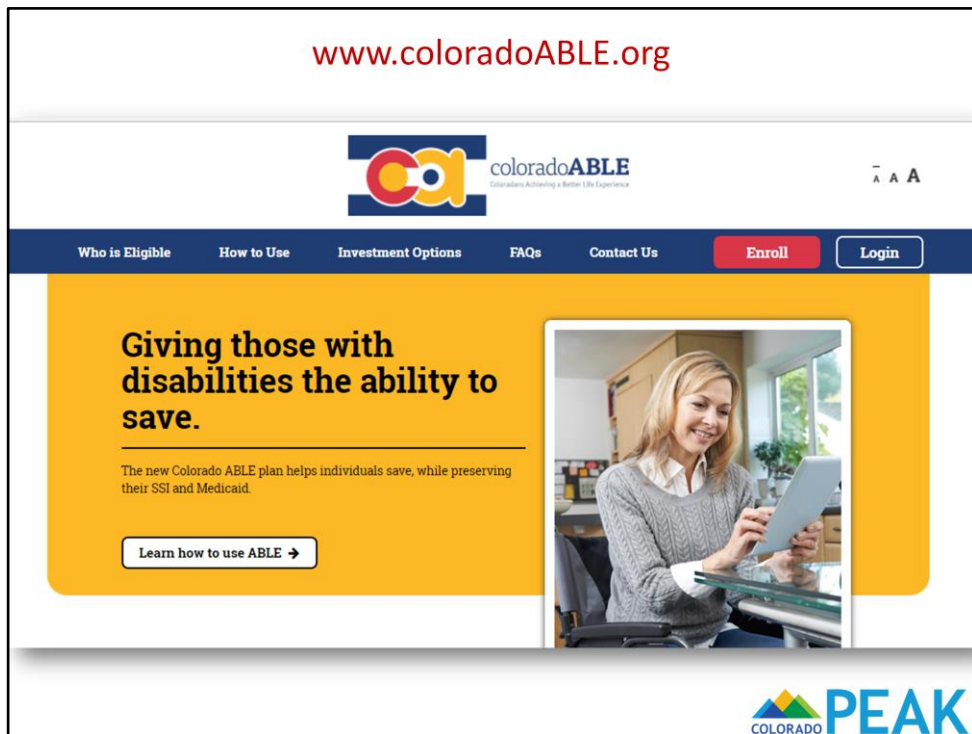 www.coloradoABLE.org
ca
coloradoABLE
Coloradans Achieving a Better Life Experience
A A A
Who is Eligible How to Use Investment Options FAQs Contact Us Enroll Login
Giving those with
disabilities the ability to
save.
The new Colorado ABLE plan helps individuals save, while preserving
their SSI and Medicaid.
Learn how to use ABLE →
COLORADO PEAK